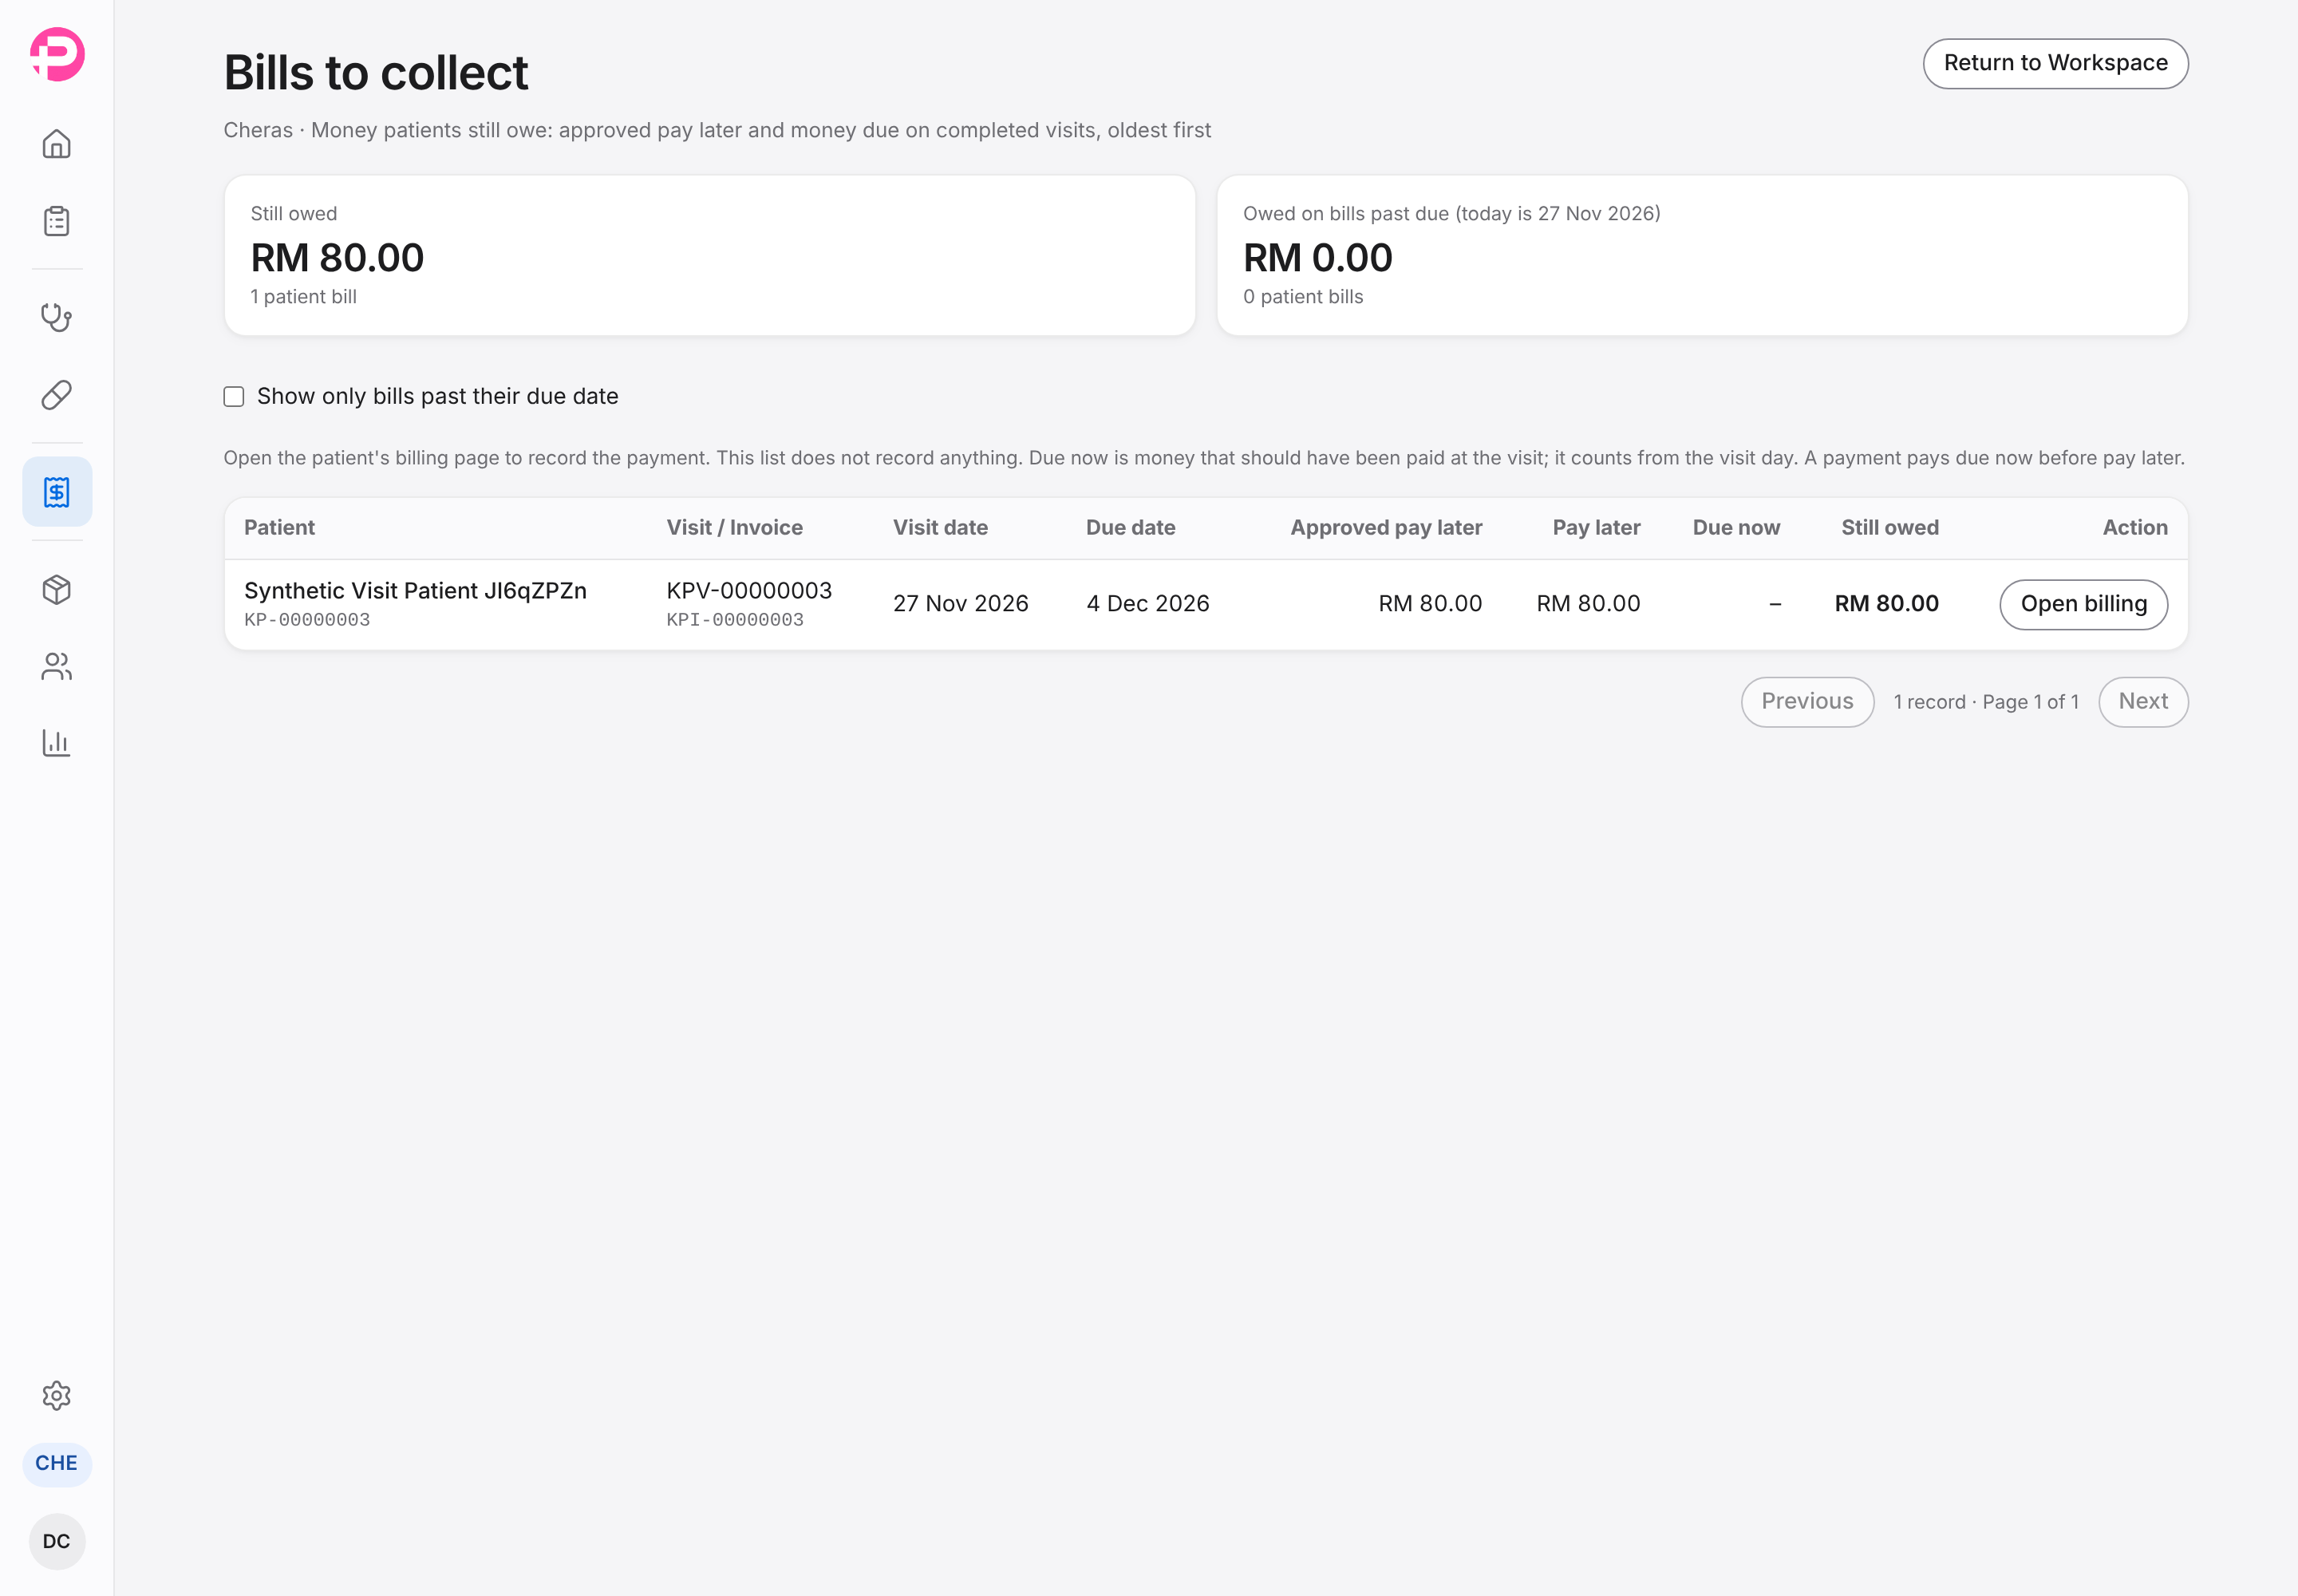 Bills to collect
Return to Workspace
Cheras · Money patients still owe: approved pay later and money due on completed visits, oldest first
Still owed
RM 80.00
1 patient bill
Owed on bills past due (today is 27 Nov 2026)
RM 0.00
0 patient bills
Show only bills past their due date
Open the patient's billing page to record the payment. This list does not record anything. Due now is money that should have been paid at the visit; it counts from the visit day. A payment pays due now before pay later.
Patient Visit / Invoice Visit date Due date Approved pay later Pay later Due now Still owed Action
Synthetic Visit Patient Jl6qZPZn KPV-00000003 27 Nov 2026 4 Dec 2026 RM 80.00 RM 80.00 – RM 80.00 Open billing
KP-00000003 KPI-00000003
Previous 1 record · Page 1 of 1 Next
CHE
DC